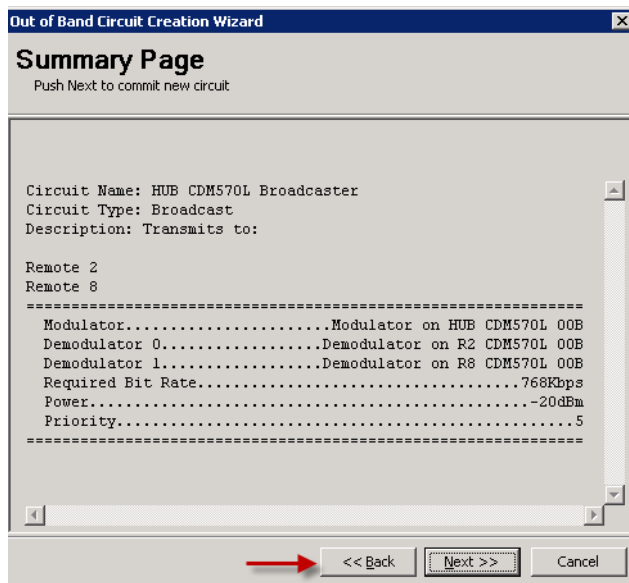 Out of Band Circuit Creation Wizard
Summary Page
Push Next to commit new circuit
Circuit Name: HUB CDM570L Broadcaster
Circuit Type: Broadcast
Description: Transmits to:
Remote 2
Remote 8
================================================================
Modulator.......................Modulator on HUB CDM570L OOB
Demodulator 0..................Demodulator on R2 CDM570L OOB
Demodulator 1..................Demodulator on R8 CDM570L OOB
Required Bit Rate....................................768Kbps
Power.................................................-20dBm
Priority...................................................5
================================================================
<< Back
Next >>
Cancel